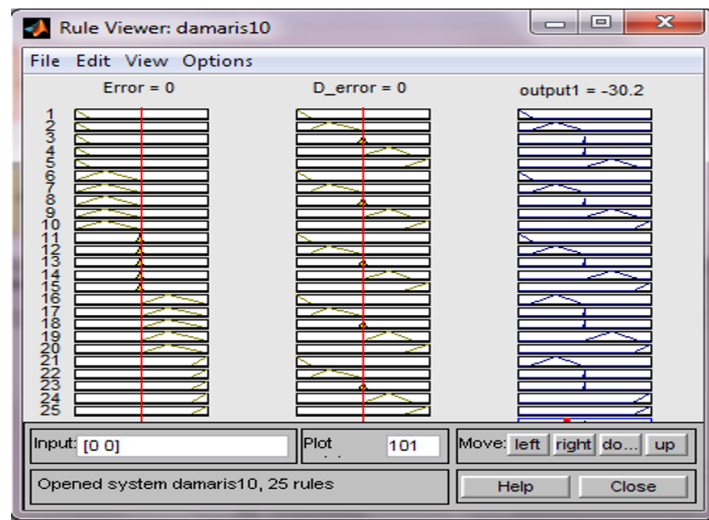 Rule Viewer: damaris10
File Edit View Options
Error = 0
D_error = 0
output1 = -30.2
1
2
3
4
5
6
7
8
9
10
11
12
13
14
15
16
17
18
19
20
21
22
23
24
25
Input: [0 0]
Plot 101
Move: left right do... up
Opened system damaris10, 25 rules
Help Close